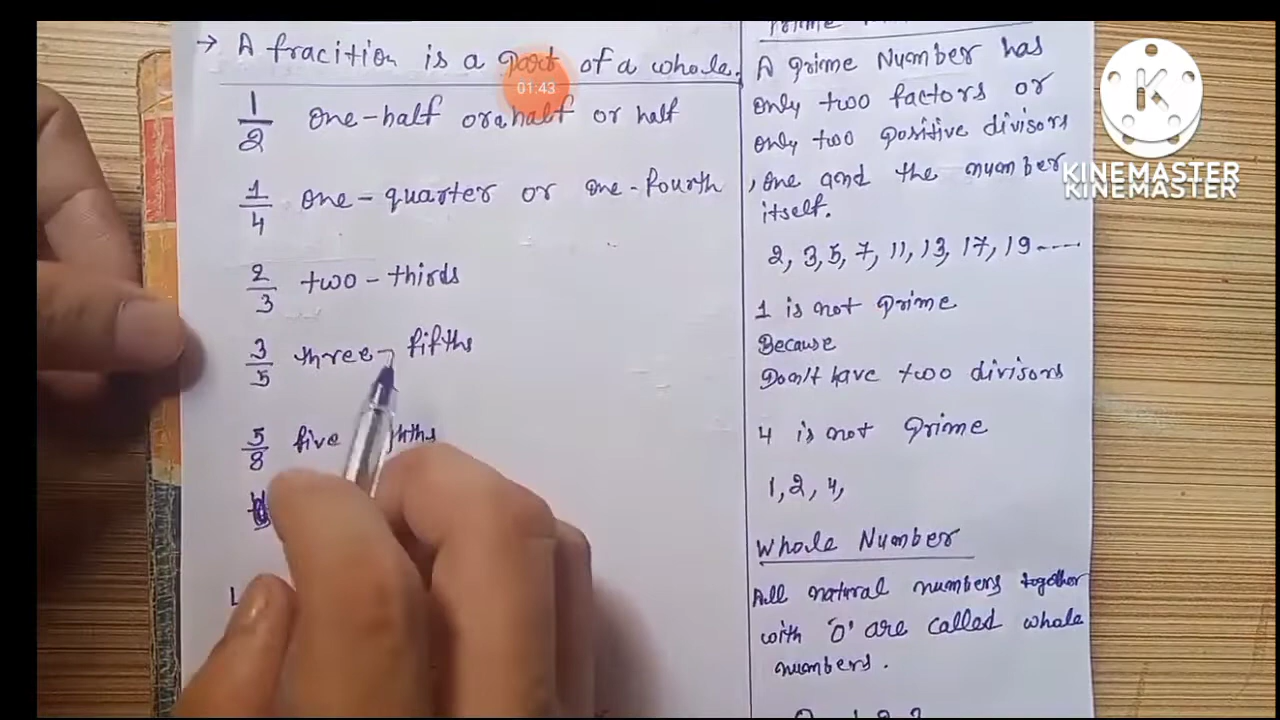 → A fracition is a Part of a whole.
01:43
1/2 one-half or a half or half
1/4 one-quarter or one-fourth
2/3 two-thirds
3/5 three-fifths
5/8 five
A Prime Number has
only two factors or
only two positive divisors
, one and the number
itself.
2, 3, 5, 7, 11, 13, 17, 19----
1 is not Prime
Because
Don't have two divisors
4 is not Prime
1, 2, 4,
Whole Number
All natural numbers together
with '0' are called whole
numbers.
KINEMASTER
KINEMASTER